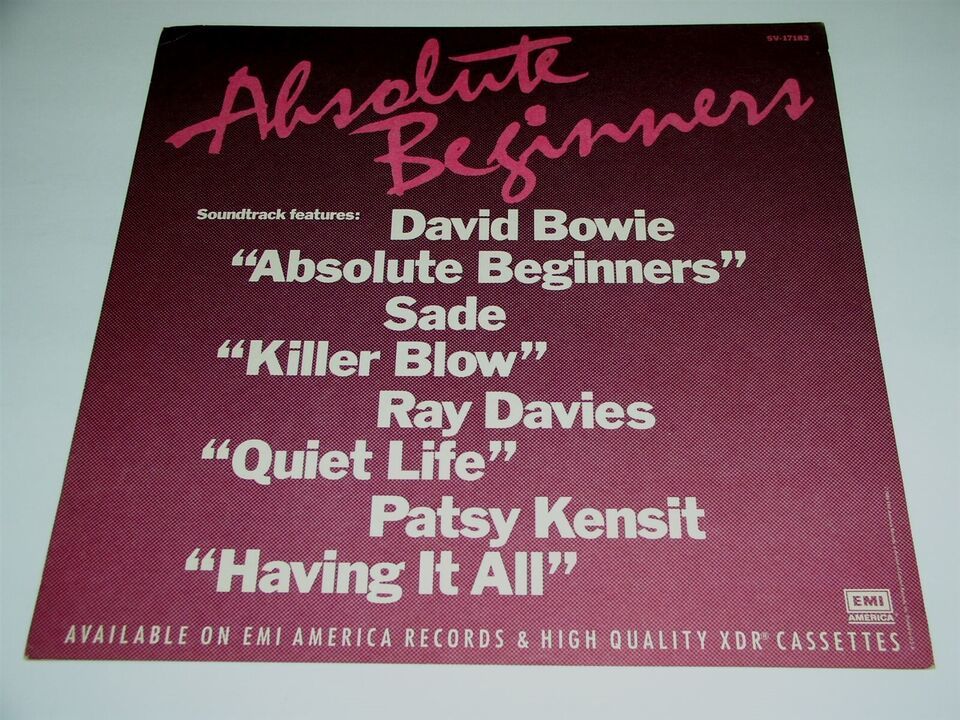 SV-17182
Absolute
Beginners
Soundtrack features: David Bowie
“Absolute Beginners”
Sade
“Killer Blow”
Ray Davies
“Quiet Life”
Patsy Kensit
“Having It All”
EMI
AMERICA
AVAILABLE ON EMI AMERICA RECORDS & HIGH QUALITY XDR® CASSETTES